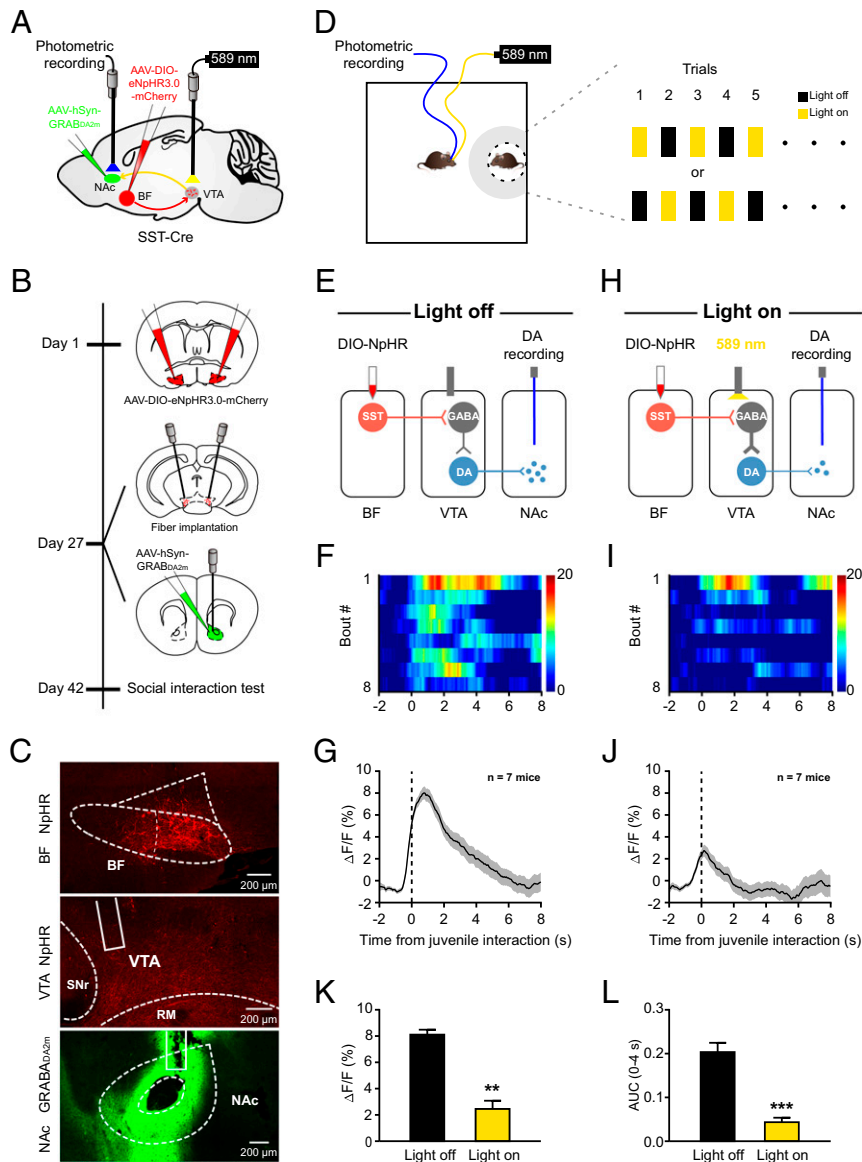 A
Photometric
recording
589 nm
AAV-DIO-
eNpHR3.0
-mCherry
AAV-hSyn-
GRABDA2m
NAc
BF
VTA
SST-Cre
D
Photometric
recording
589 nm
Trials
1 2 3 4 5
Light off
Light on
• • •
or
• • •
B
Day 1
AAV-DIO-eNpHR3.0-mCherry
Fiber implantation
Day 27
AAV-hSyn-
GRABDA2m
Day 42
Social interaction test
E
Light off
DIO-NpHR
DA
recording
SST
GABA
DA
BF
VTA
NAc
H
Light on
DIO-NpHR
589 nm
DA
recording
SST
GABA
DA
BF
VTA
NAc
F
Bout #
1
8
20
0
-2 0 2 4 6 8
I
Bout #
1
8
20
0
-2 0 2 4 6 8
C
BF NpHR
BF
200 µm
VTA NpHR
VTA
SNr
RM
200 µm
NAc GRABADA2m
NAc
200 µm
G
n = 7 mice
ΔF/F (%)
10
8
6
4
2
0
-2
-2 0 2 4 6 8
Time from juvenile interaction (s)
J
n = 7 mice
ΔF/F (%)
10
8
6
4
2
0
-2
-2 0 2 4 6 8
Time from juvenile interaction (s)
K
ΔF/F (%)
10
8
6
4
2
0
**
Light off
Light on
L
AUC (0-4 s)
0.3
0.2
0.1
0.0
***
Light off
Light on